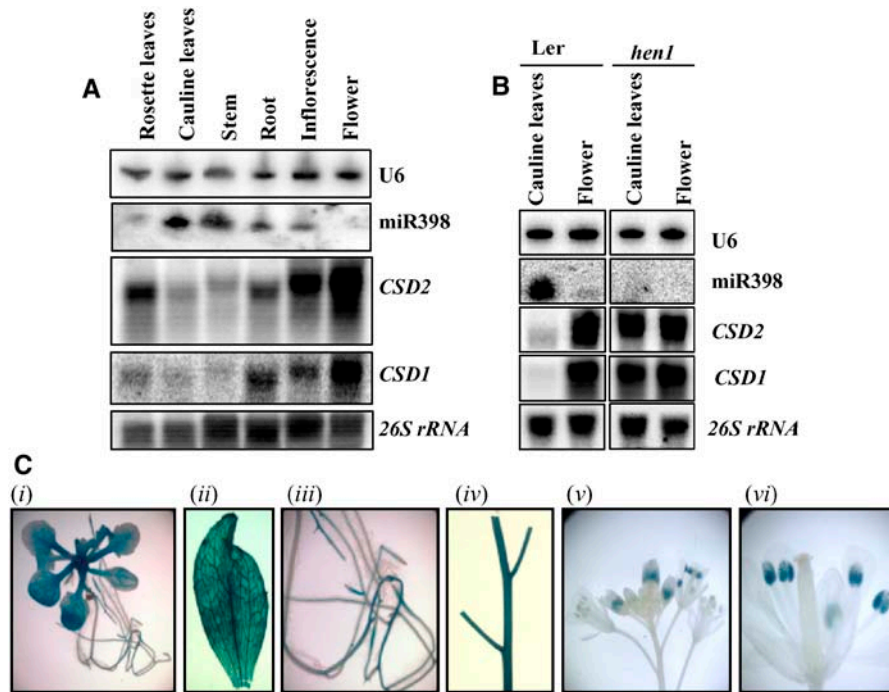 A
Rosette leaves
Cauline leaves
Stem
Root
Inflorescence
Flower
U6
miR398
CSD2
CSD1
26S rRNA
B
Ler
hen1
Cauline leaves
Flower
Cauline leaves
Flower
U6
miR398
CSD2
CSD1
26S rRNA
C
(i)
(ii)
(iii)
(iv)
(v)
(vi)